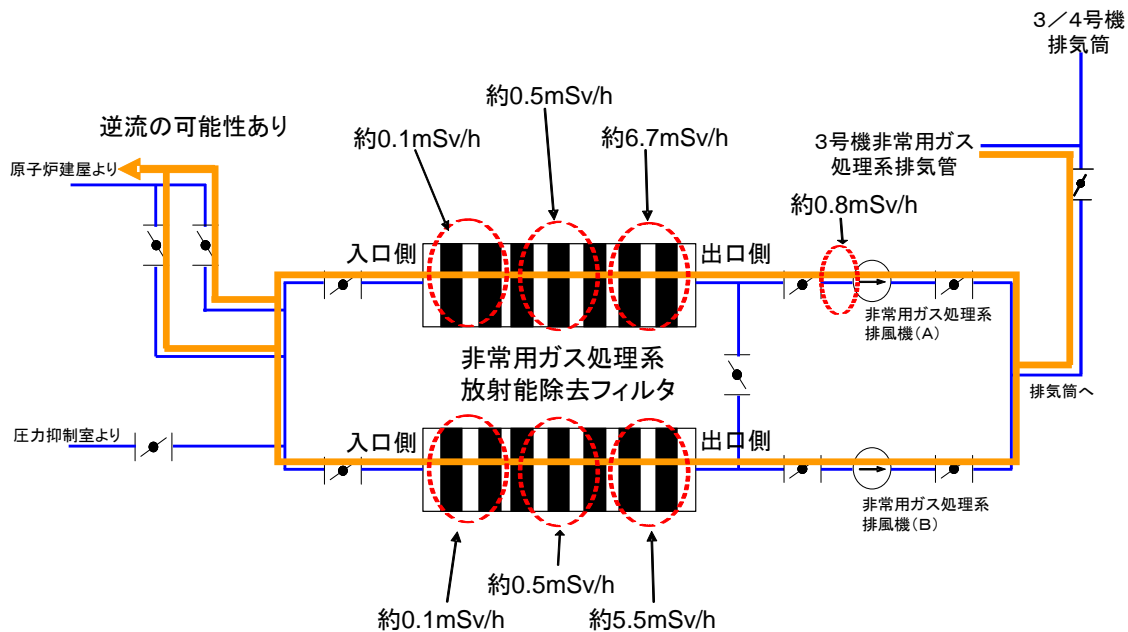 3／4号機
排気筒
約0.5mSv/h
逆流の可能性あり
約0.1mSv/h
約6.7mSv/h
3号機非常用ガス
処理系排気管
原子炉建屋より
約0.8mSv/h
入口側
出口側
非常用ガス処理系
排風機（A）
非常用ガス処理系
放射能除去フィルタ
排気筒へ
圧力抑制室より
入口側
出口側
非常用ガス処理系
排風機（B）
約0.5mSv/h
約0.1mSv/h
約5.5mSv/h